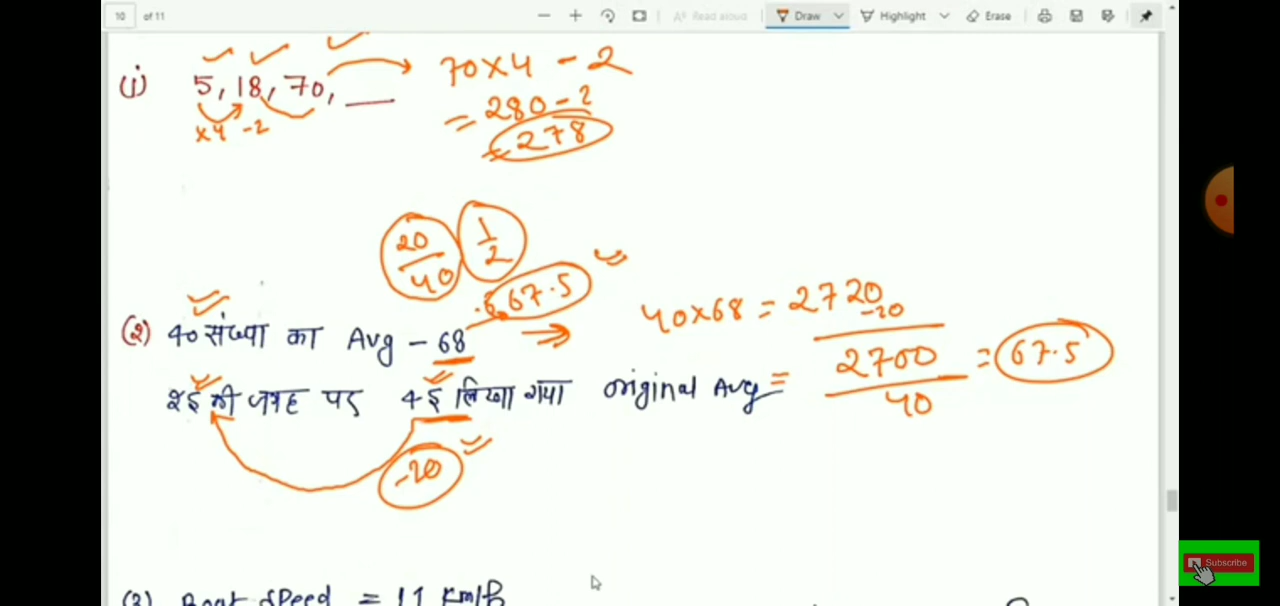 10 of 11
Read aloud
Draw
Highlight
Erase
(1) 5, 18, 70, ___
×4 -2
70×4 - 2
= 280 - 2
= 278
20/40 1/2
67.5
(2) 40 संख्या का Avg - 68
40×68 = 2720
-20
2700/40 = 67.5
की जगह पर लिखा गया original Avg =
-20
(3) Boat Speed = 11 Km/h
Subscribe